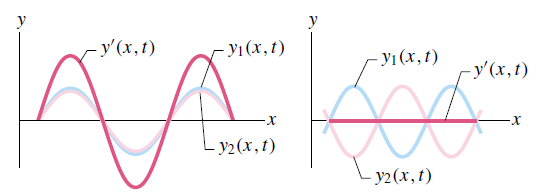 y
y′(x, t)
y₁(x, t)
x
y₂(x, t)
y
y₁(x, t)
y′(x, t)
x
y₂(x, t)